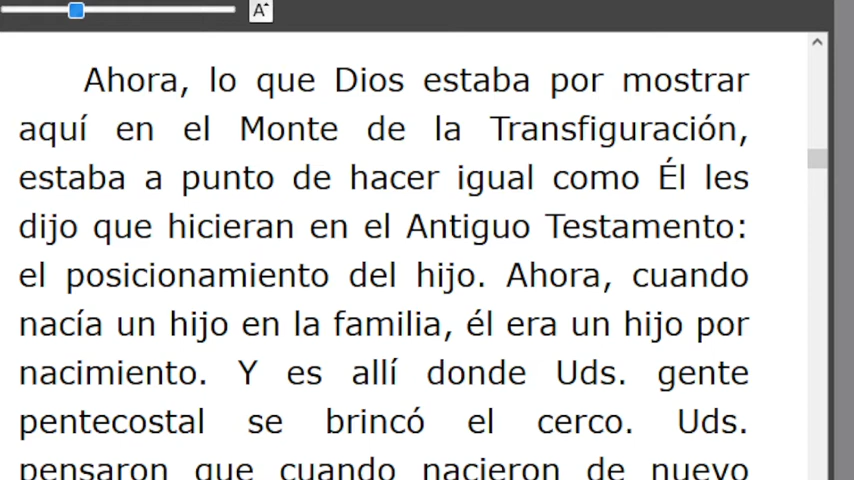 A
Ahora, lo que Dios estaba por mostrar
aquí en el Monte de la Transfiguración,
estaba a punto de hacer igual como Él les
dijo que hicieran en el Antiguo Testamento:
el posicionamiento del hijo. Ahora, cuando
nacía un hijo en la familia, él era un hijo por
nacimiento. Y es allí donde Uds. gente
pentecostal se brincó el cerco. Uds.
pensaron que cuando nacieron de nuevo